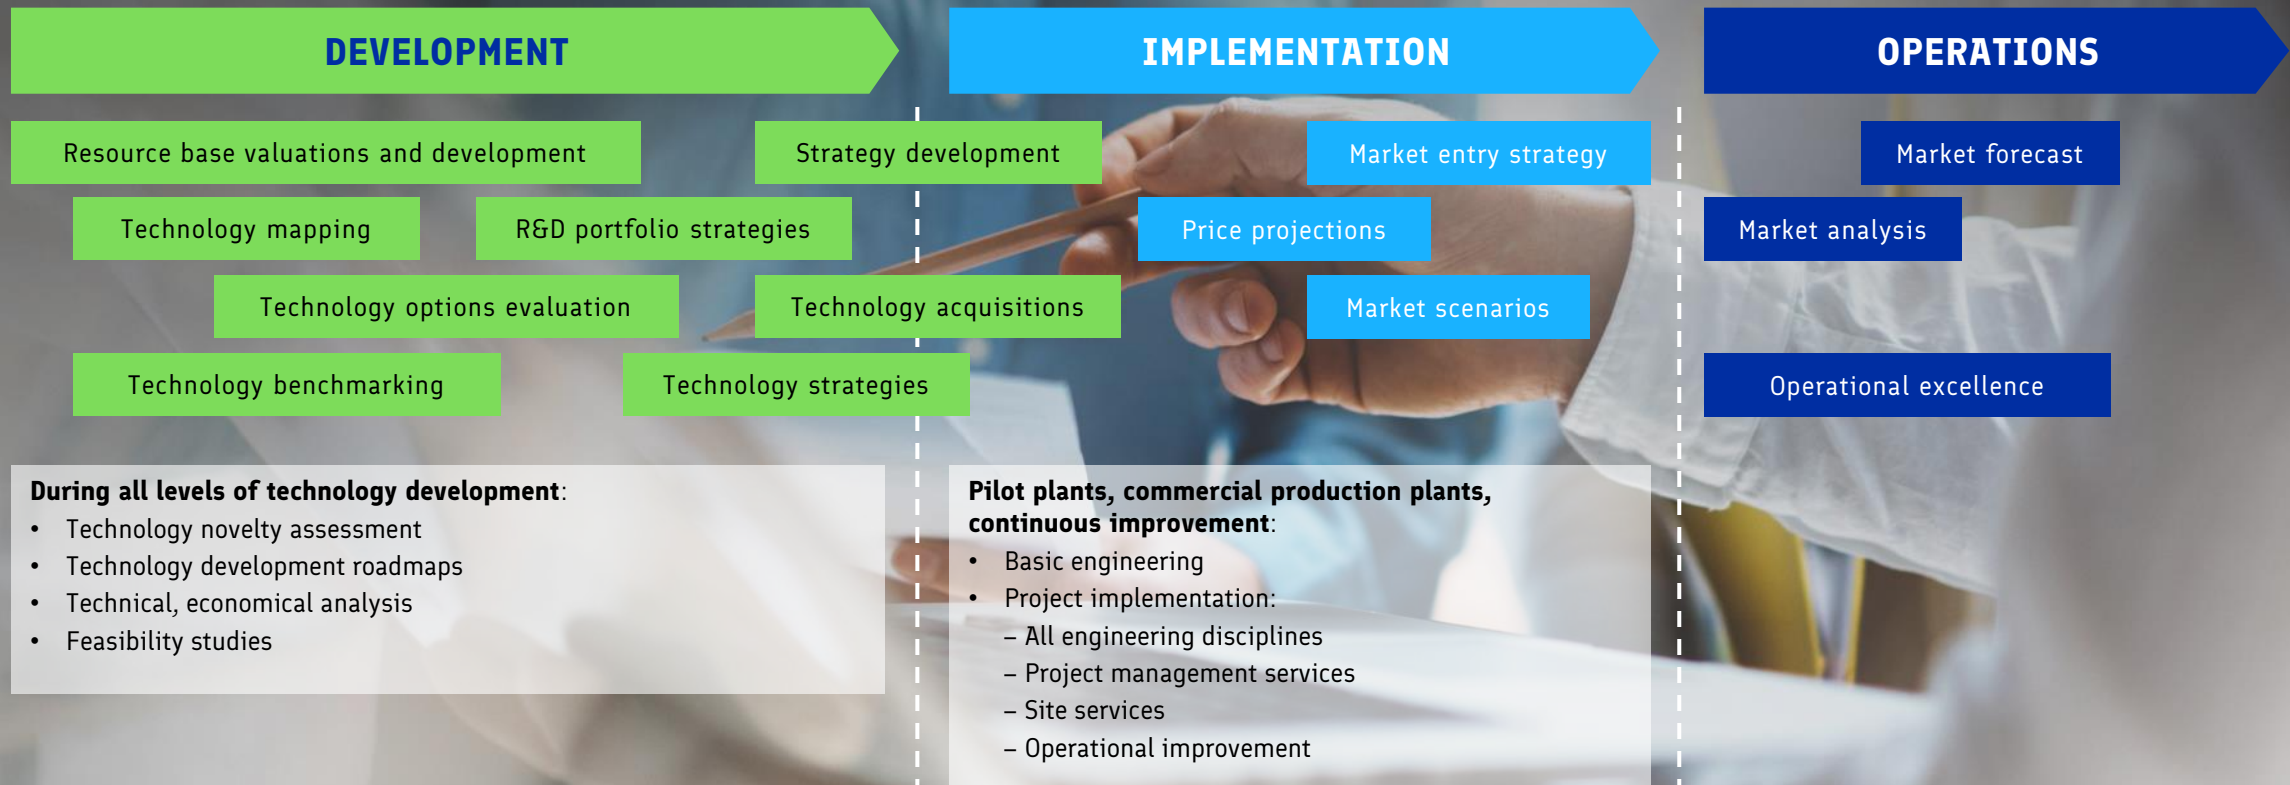 DEVELOPMENT
IMPLEMENTATION
OPERATIONS
Resource base valuations and development
Strategy development
Market entry strategy
Market forecast
Technology mapping
R&D portfolio strategies
Price projections
Market analysis
Technology options evaluation
Technology acquisitions
Market scenarios
Technology benchmarking
Technology strategies
Operational excellence
During all levels of technology development:
• Technology novelty assessment
• Technology development roadmaps
• Technical, economical analysis
• Feasibility studies
Pilot plants, commercial production plants,
continuous improvement:
• Basic engineering
• Project implementation:
– All engineering disciplines
– Project management services
– Site services
– Operational improvement